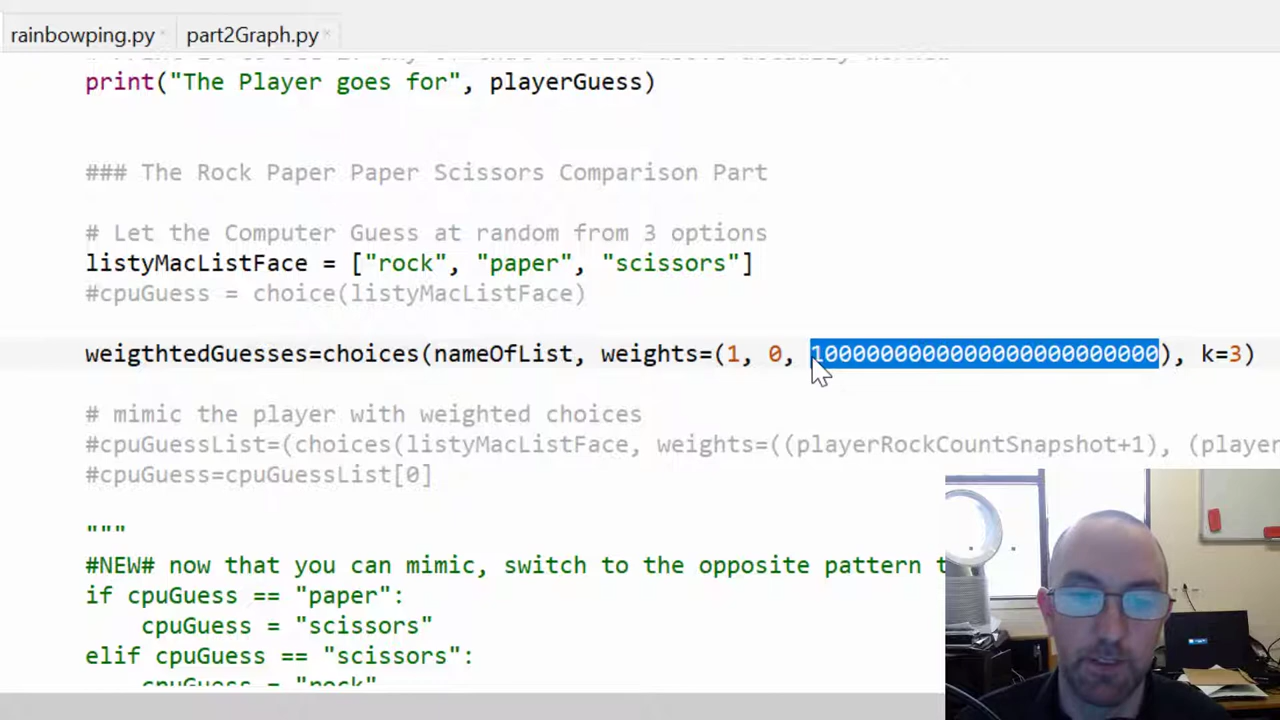 rainbowping.py
part2Graph.py
print("The Player goes for", playerGuess)
### The Rock Paper Paper Scissors Comparison Part
# Let the Computer Guess at random from 3 options
listyMacListFace = ["rock", "paper", "scissors"]
#cpuGuess = choice(listyMacListFace)
weigthtedGuesses=choices(nameOfList, weights=(1, 0, 1000000000000000000000000), k=3)
# mimic the player with weighted choices
#cpuGuessList=(choices(listyMacListFace, weights=((playerRockCountSnapshot+1), (player
#cpuGuess=cpuGuessList[0]
"""
#NEW# now that you can mimic, switch to the opposite pattern t
if cpuGuess == "paper":
cpuGuess = "scissors"
elif cpuGuess == "scissors":
cpuGuess = "rock"